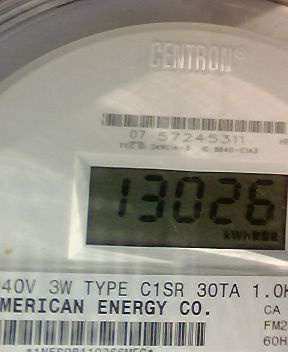 CENTRON®
07 57245311
13026
kWh
40V 3W TYPE C1SR 30TA 1.0
MERICAN ENERGY CO.
CA
FM2
60H